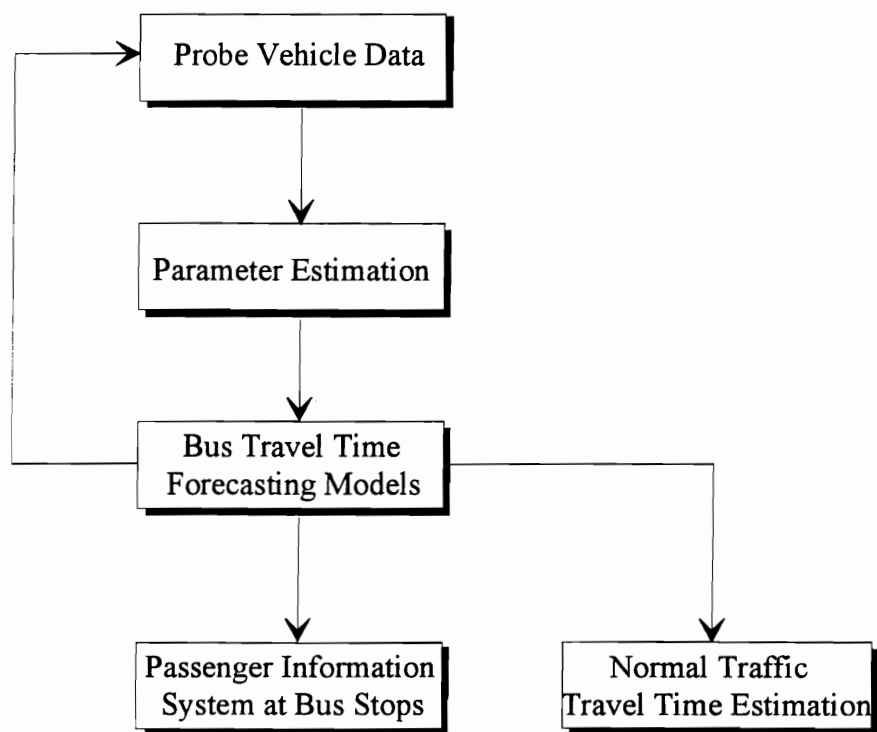 Probe Vehicle Data
Parameter Estimation
Bus Travel Time
Forecasting Models
Passenger Information
System at Bus Stops
Normal Traffic
Travel Time Estimation